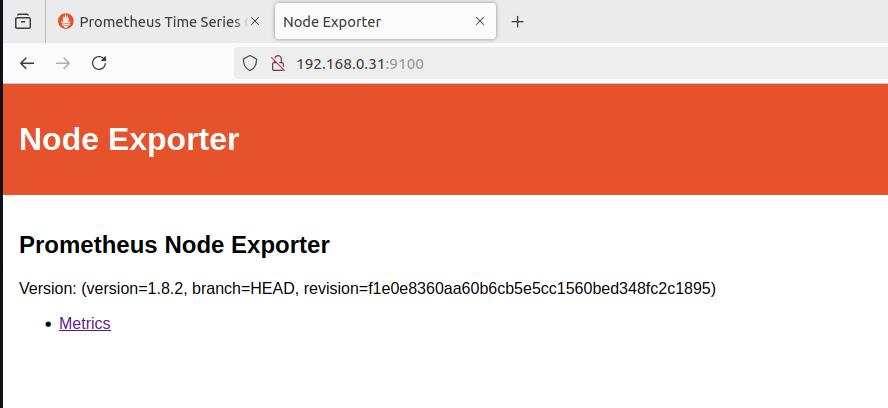 Prometheus Time Series
Node Exporter
192.168.0.31:9100
Node Exporter
Prometheus Node Exporter
Version: (version=1.8.2, branch=HEAD, revision=f1e0e8360aa60b6cb5e5cc1560bed348fc2c1895)
Metrics